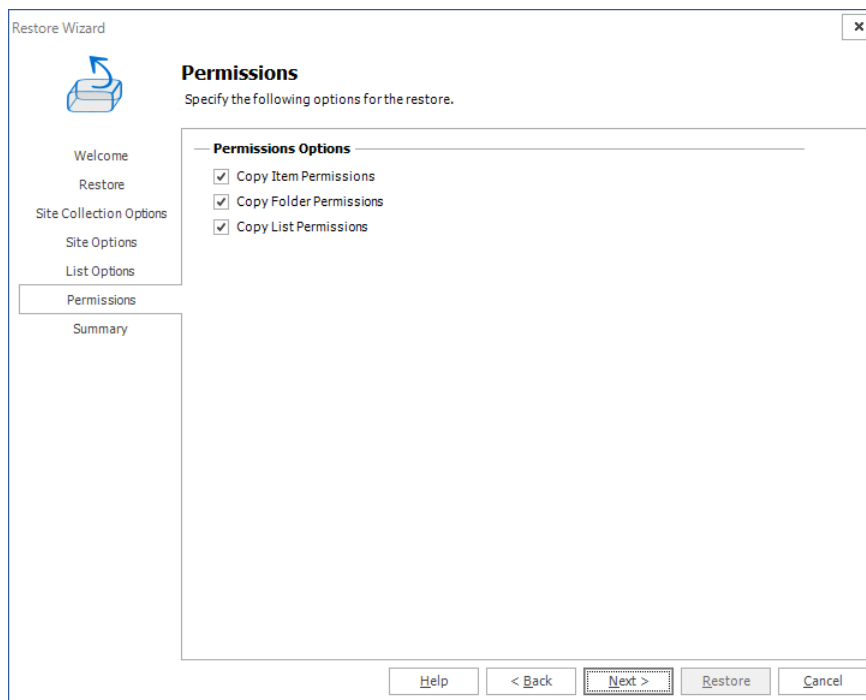 Restore Wizard
Permissions
Specify the following options for the restore.
Welcome
Restore
Site Collection Options
Site Options
List Options
Permissions
Summary
Permissions Options
Copy Item Permissions
Copy Folder Permissions
Copy List Permissions
Help
< Back
Next >
Restore
Cancel